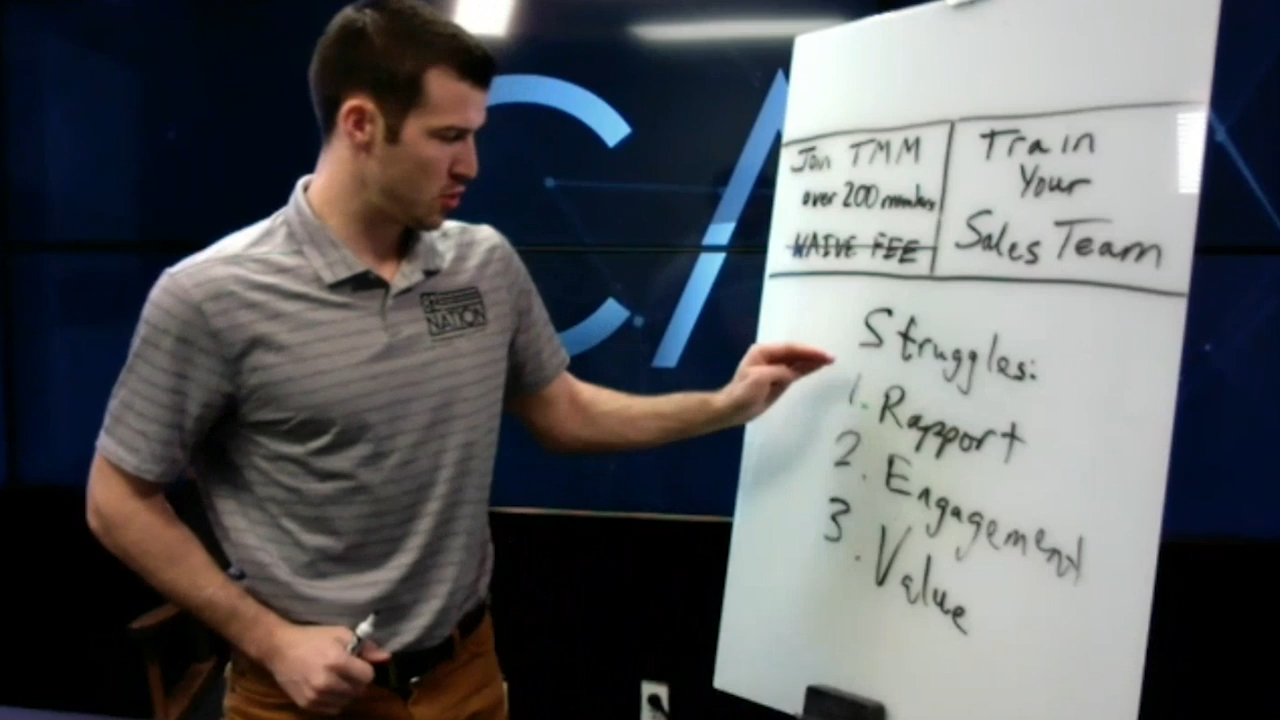 CA
NATION
Join TMM
over 200 members
WAIVE FEE
Train
Your
Sales Team
Struggles:
1. Rapport
2. Engagement
3. Value